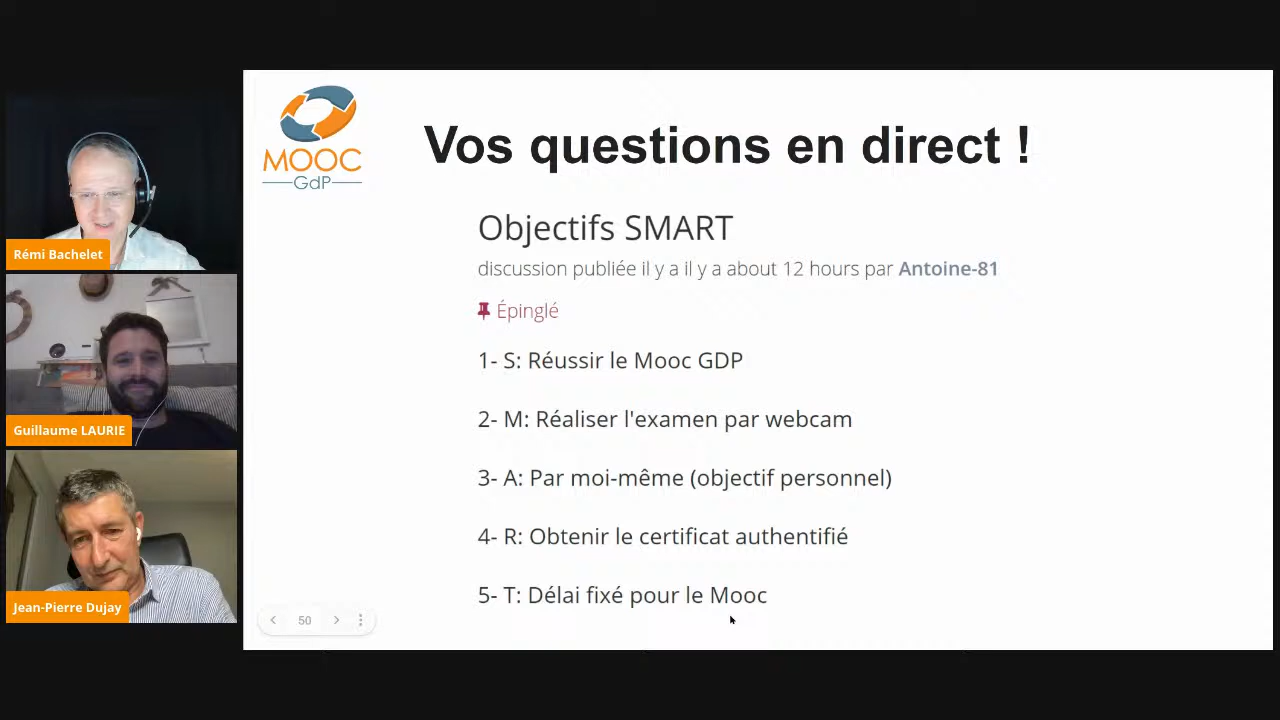 MOOC
GdP
Vos questions en direct !
Objectifs SMART
discussion publiée il y a il y a about 12 hours par Antoine-81
Épinglé
1- S: Réussir le Mooc GDP
2- M: Réaliser l'examen par webcam
3- A: Par moi-même (objectif personnel)
4- R: Obtenir le certificat authentifié
5- T: Délai fixé pour le Mooc
50
Rémi Bachelet
Guillaume LAURIE
Jean-Pierre Dujay